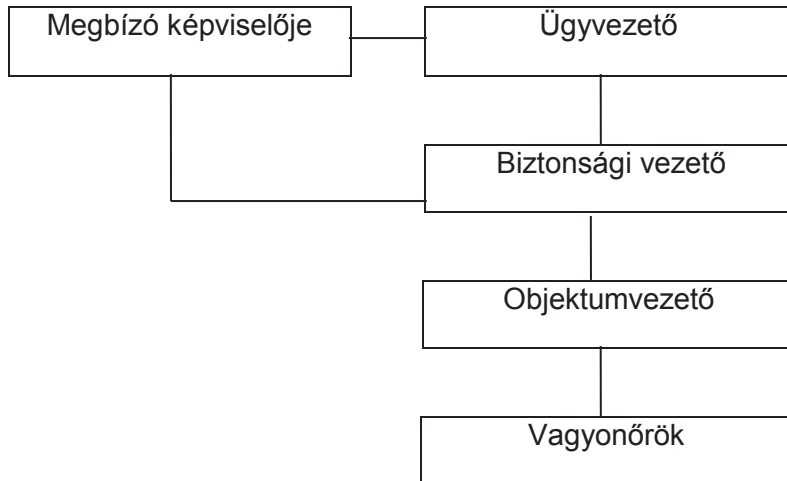 Megbízó képviselője
Ügyvezető
Biztonsági vezető
Objektumvezető
Vagyonőrök